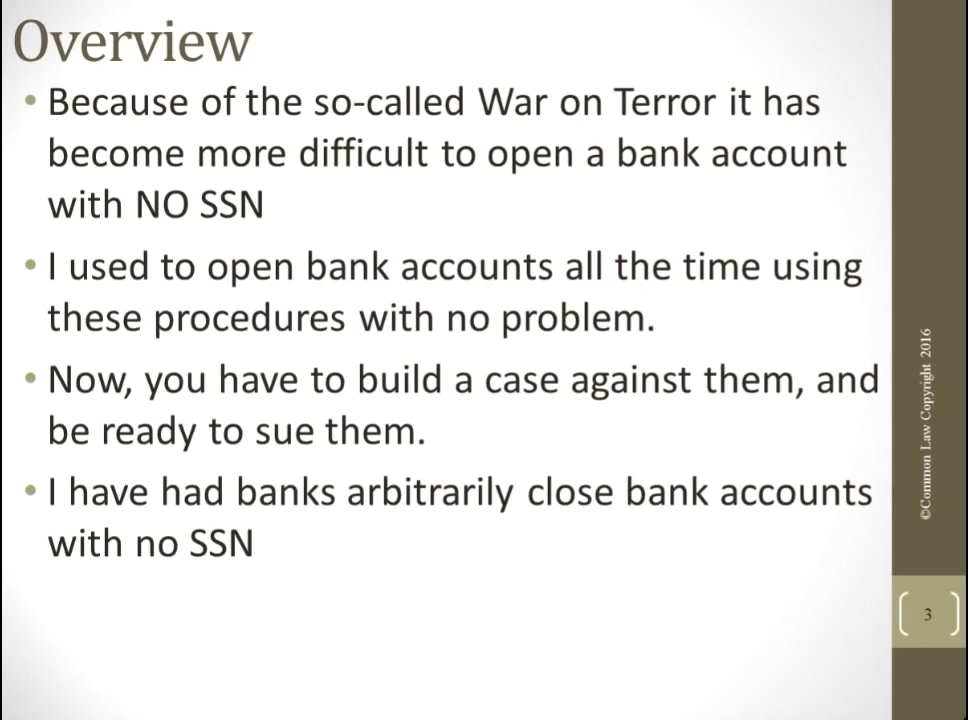 Overview
• Because of the so-called War on Terror it has
become more difficult to open a bank account
with NO SSN
• I used to open bank accounts all the time using
these procedures with no problem.
• Now, you have to build a case against them, and
be ready to sue them.
• I have had banks arbitrarily close bank accounts
with no SSN
©Common Law Copyright 2016
3